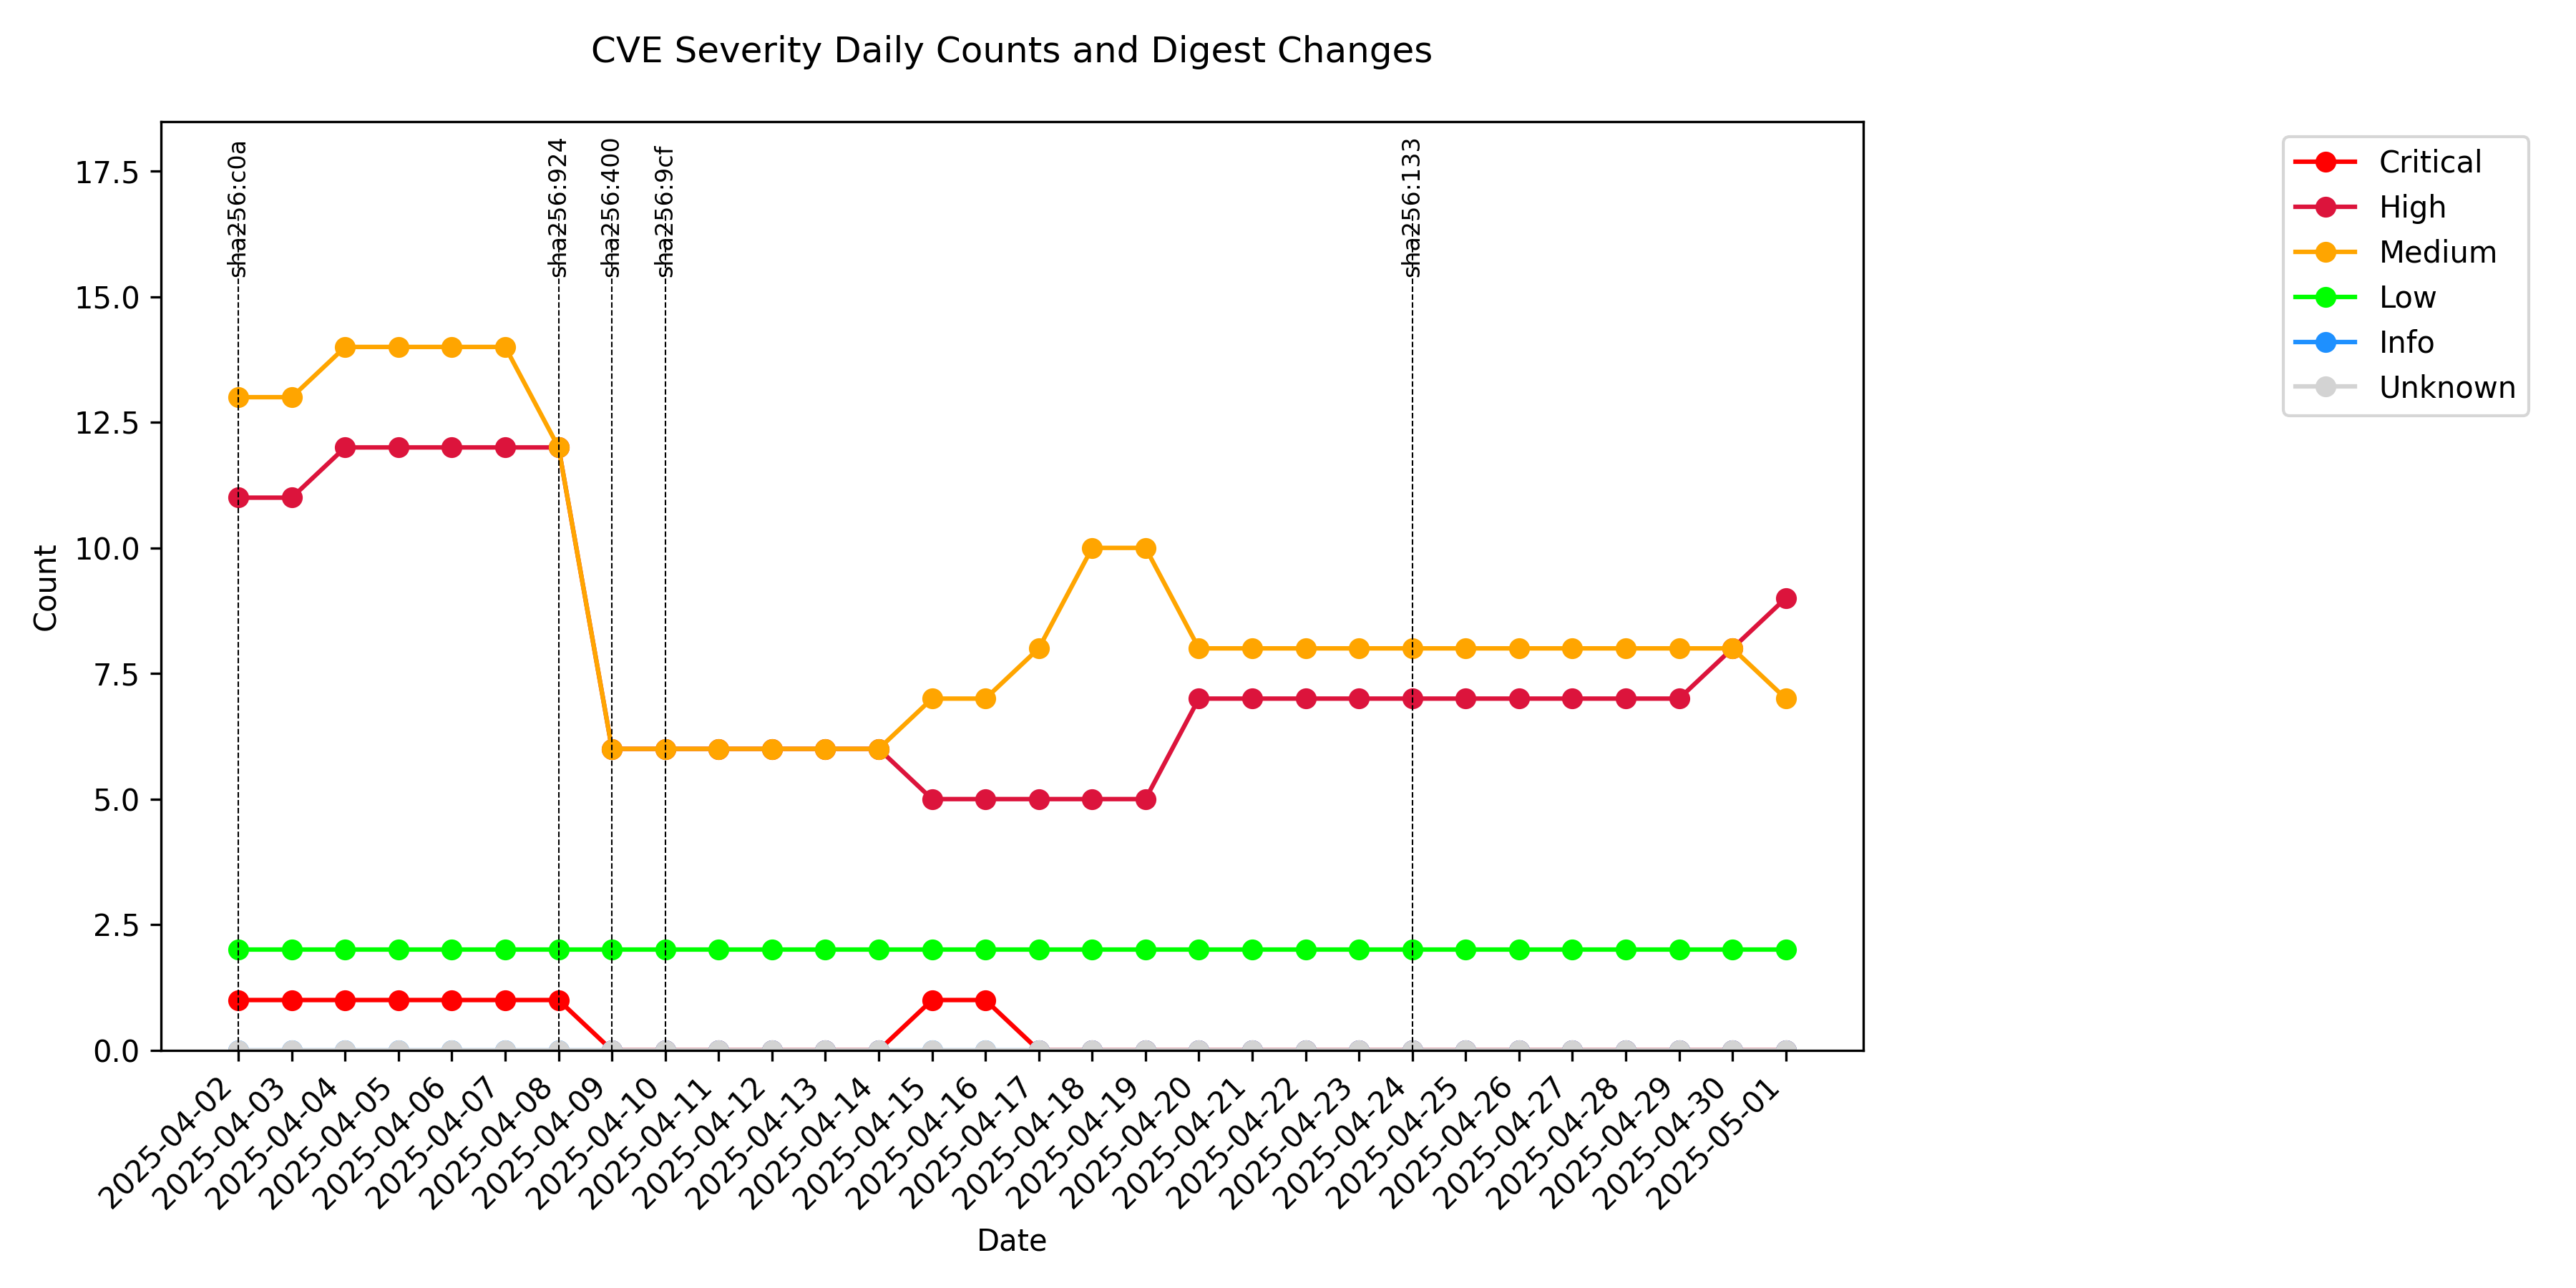 CVE Severity Daily Counts and Digest Changes
sha256:c0a
sha256:924
sha256:400
sha256:9cf
sha256:133
Critical
High
Medium
Low
Info
Unknown
Count
17.5
15.0
12.5
10.0
7.5
5.0
2.5
0.0
2025-04-02
2025-04-03
2025-04-04
2025-04-05
2025-04-06
2025-04-07
2025-04-08
2025-04-09
2025-04-10
2025-04-11
2025-04-12
2025-04-13
2025-04-14
2025-04-15
2025-04-16
2025-04-17
2025-04-18
2025-04-19
2025-04-20
2025-04-21
2025-04-22
2025-04-23
2025-04-24
2025-04-25
2025-04-26
2025-04-27
2025-04-28
2025-04-29
2025-04-30
2025-05-01
Date